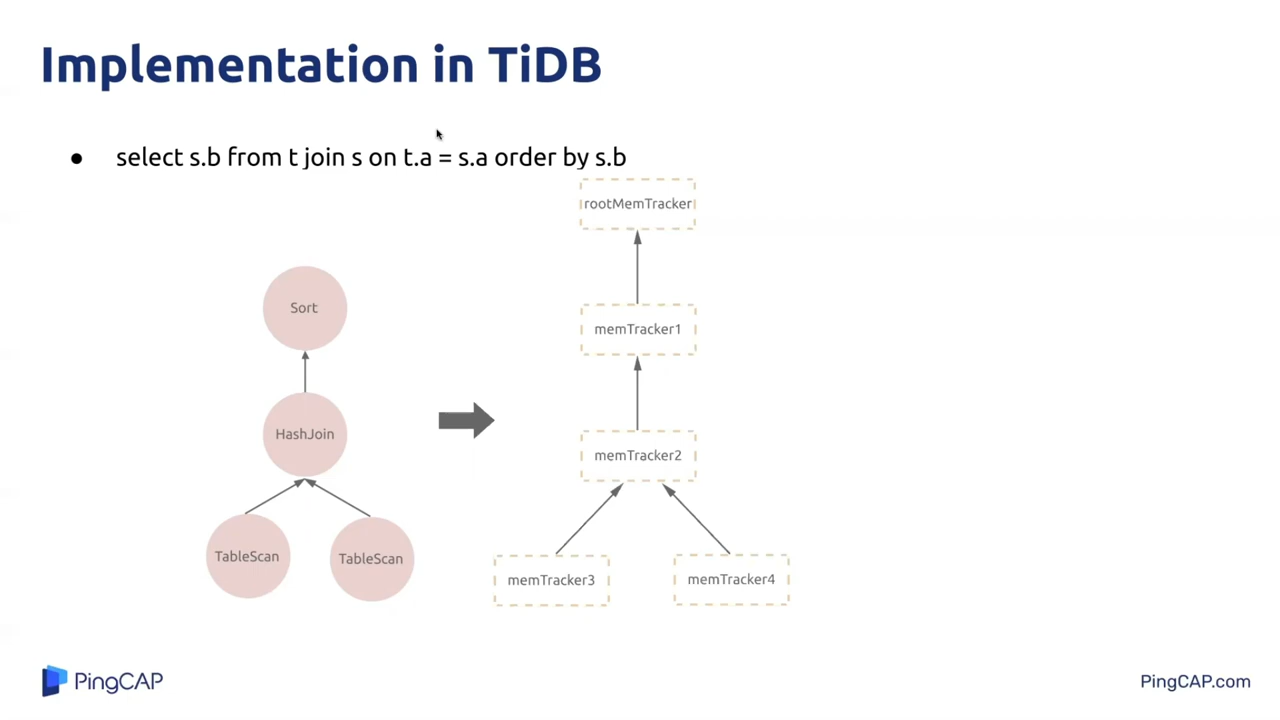 Implementation in TiDB
● select s.b from t join s on t.a = s.a order by s.b
rootMemTracker
Sort
memTracker1
HashJoin
memTracker2
TableScan
TableScan
memTracker3
memTracker4
PingCAP
PingCAP.com